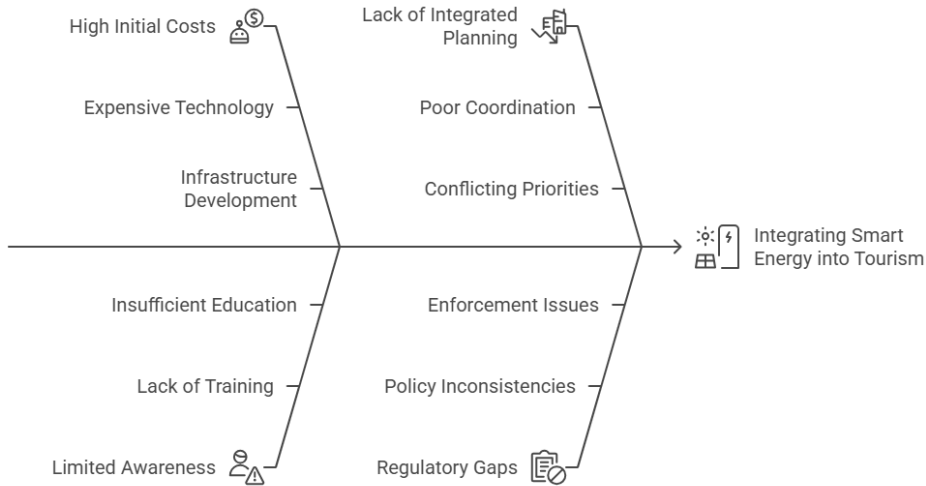 High Initial Costs
Lack of Integrated
Planning
Expensive Technology
Poor Coordination
Infrastructure
Development
Conflicting Priorities
Integrating Smart
Energy into Tourism
Insufficient Education
Enforcement Issues
Lack of Training
Policy Inconsistencies
Limited Awareness
Regulatory Gaps